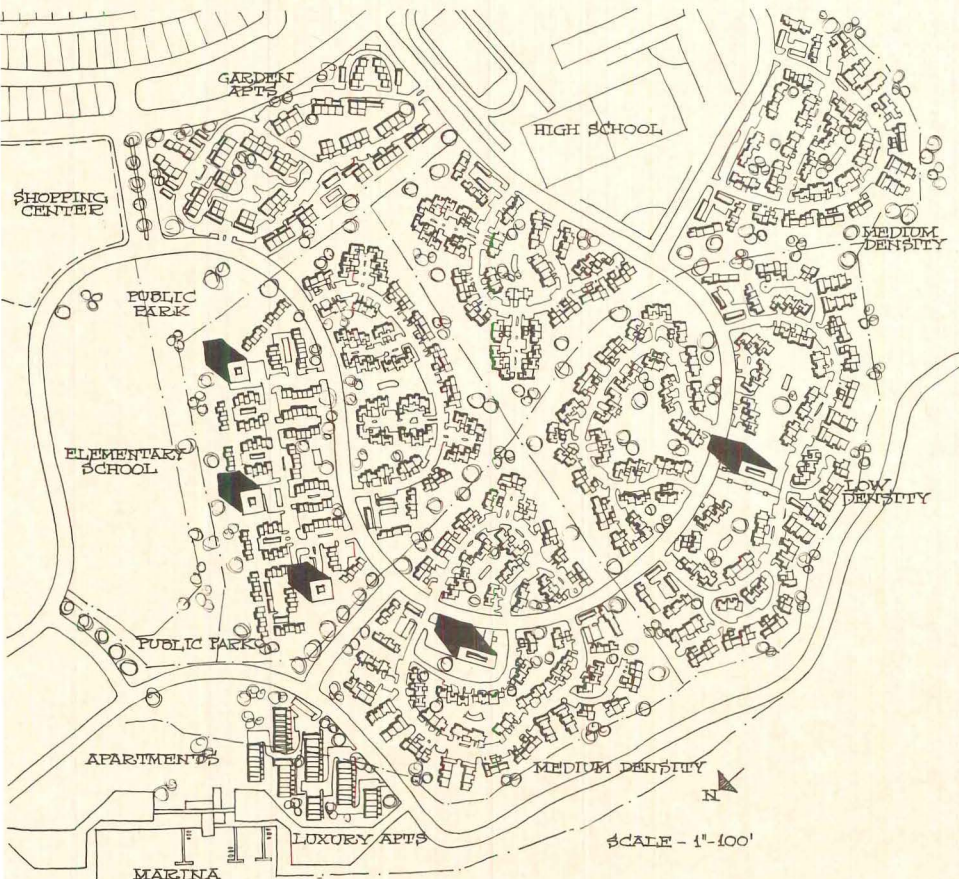 GARDEN
APTS
HIGH SCHOOL
SHOPPING
CENTER
MEDIUM
DENSITY
PUBLIC
PARK
ELEMENTARY
SCHOOL
LOW
DENSITY
PUBLIC PARK
APARTMENTS
MEDIUM DENSITY
N
LUXURY APTS
SCALE - 1"-100'
MARINA